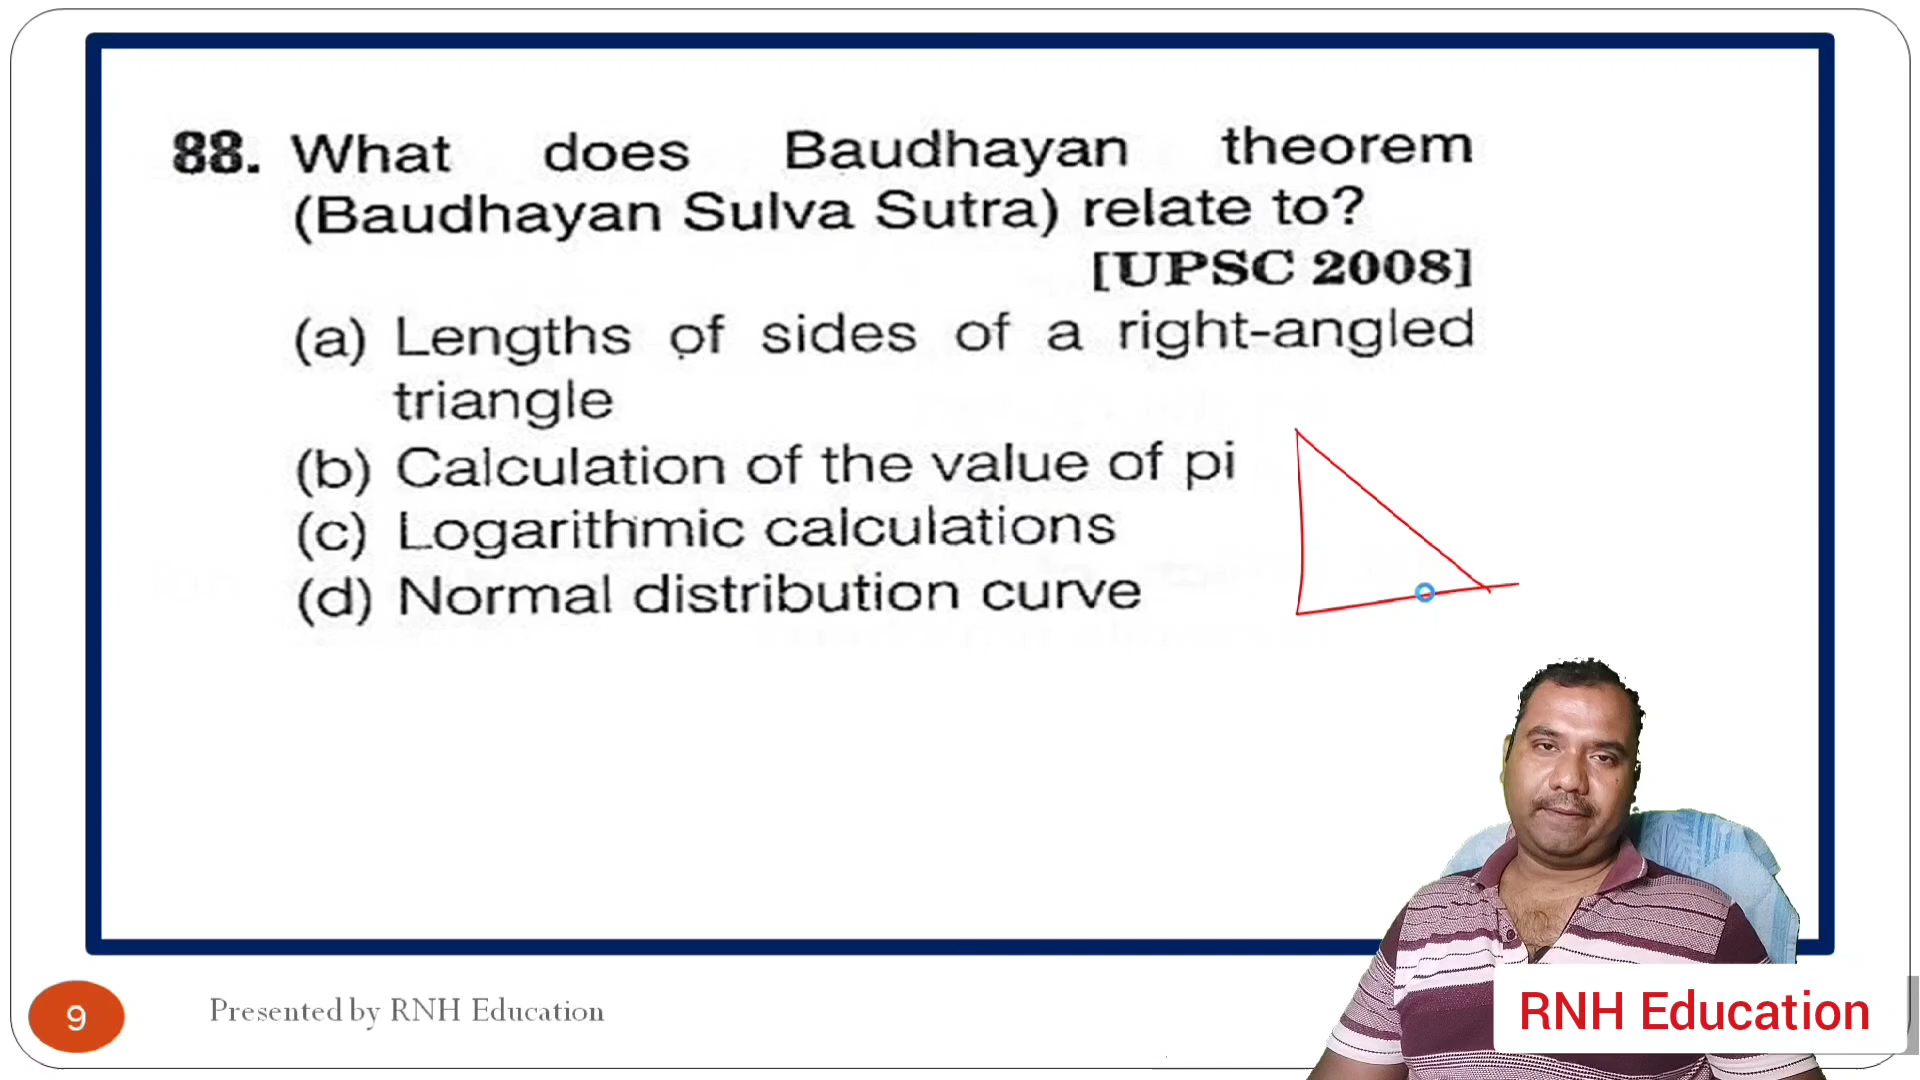 88. What does Baudhayan theorem
(Baudhayan Sulva Sutra) relate to?
[UPSC 2008]
(a) Lengths of sides of a right-angled
triangle
(b) Calculation of the value of pi
(c) Logarithmic calculations
(d) Normal distribution curve
9
Presented by RNH Education
RNH Education